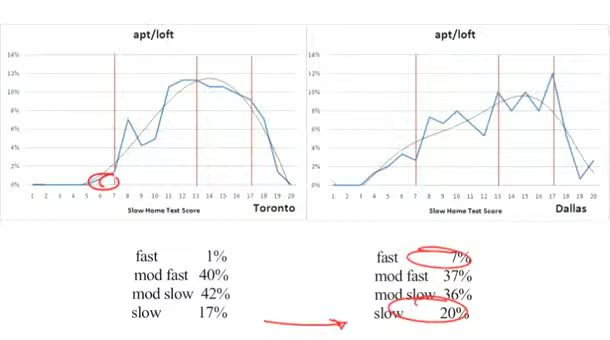 apt/loft
14%
12%
10%
8%
6%
4%
2%
0%
1 2 3 4 5 6 7 8 9 10 11 12 13 14 15 16 17 18 19 20
Slow Home Test Score
Toronto
apt/loft
14%
12%
10%
8%
6%
4%
2%
0%
1 2 3 4 5 6 7 8 9 10 11 12 13 14 15 16 17 18 19 20
Slow Home Test Score
Dallas
fast 1%
mod fast 40%
mod slow 42%
slow 17%
fast 7%
mod fast 37%
mod slow 36%
slow 20%